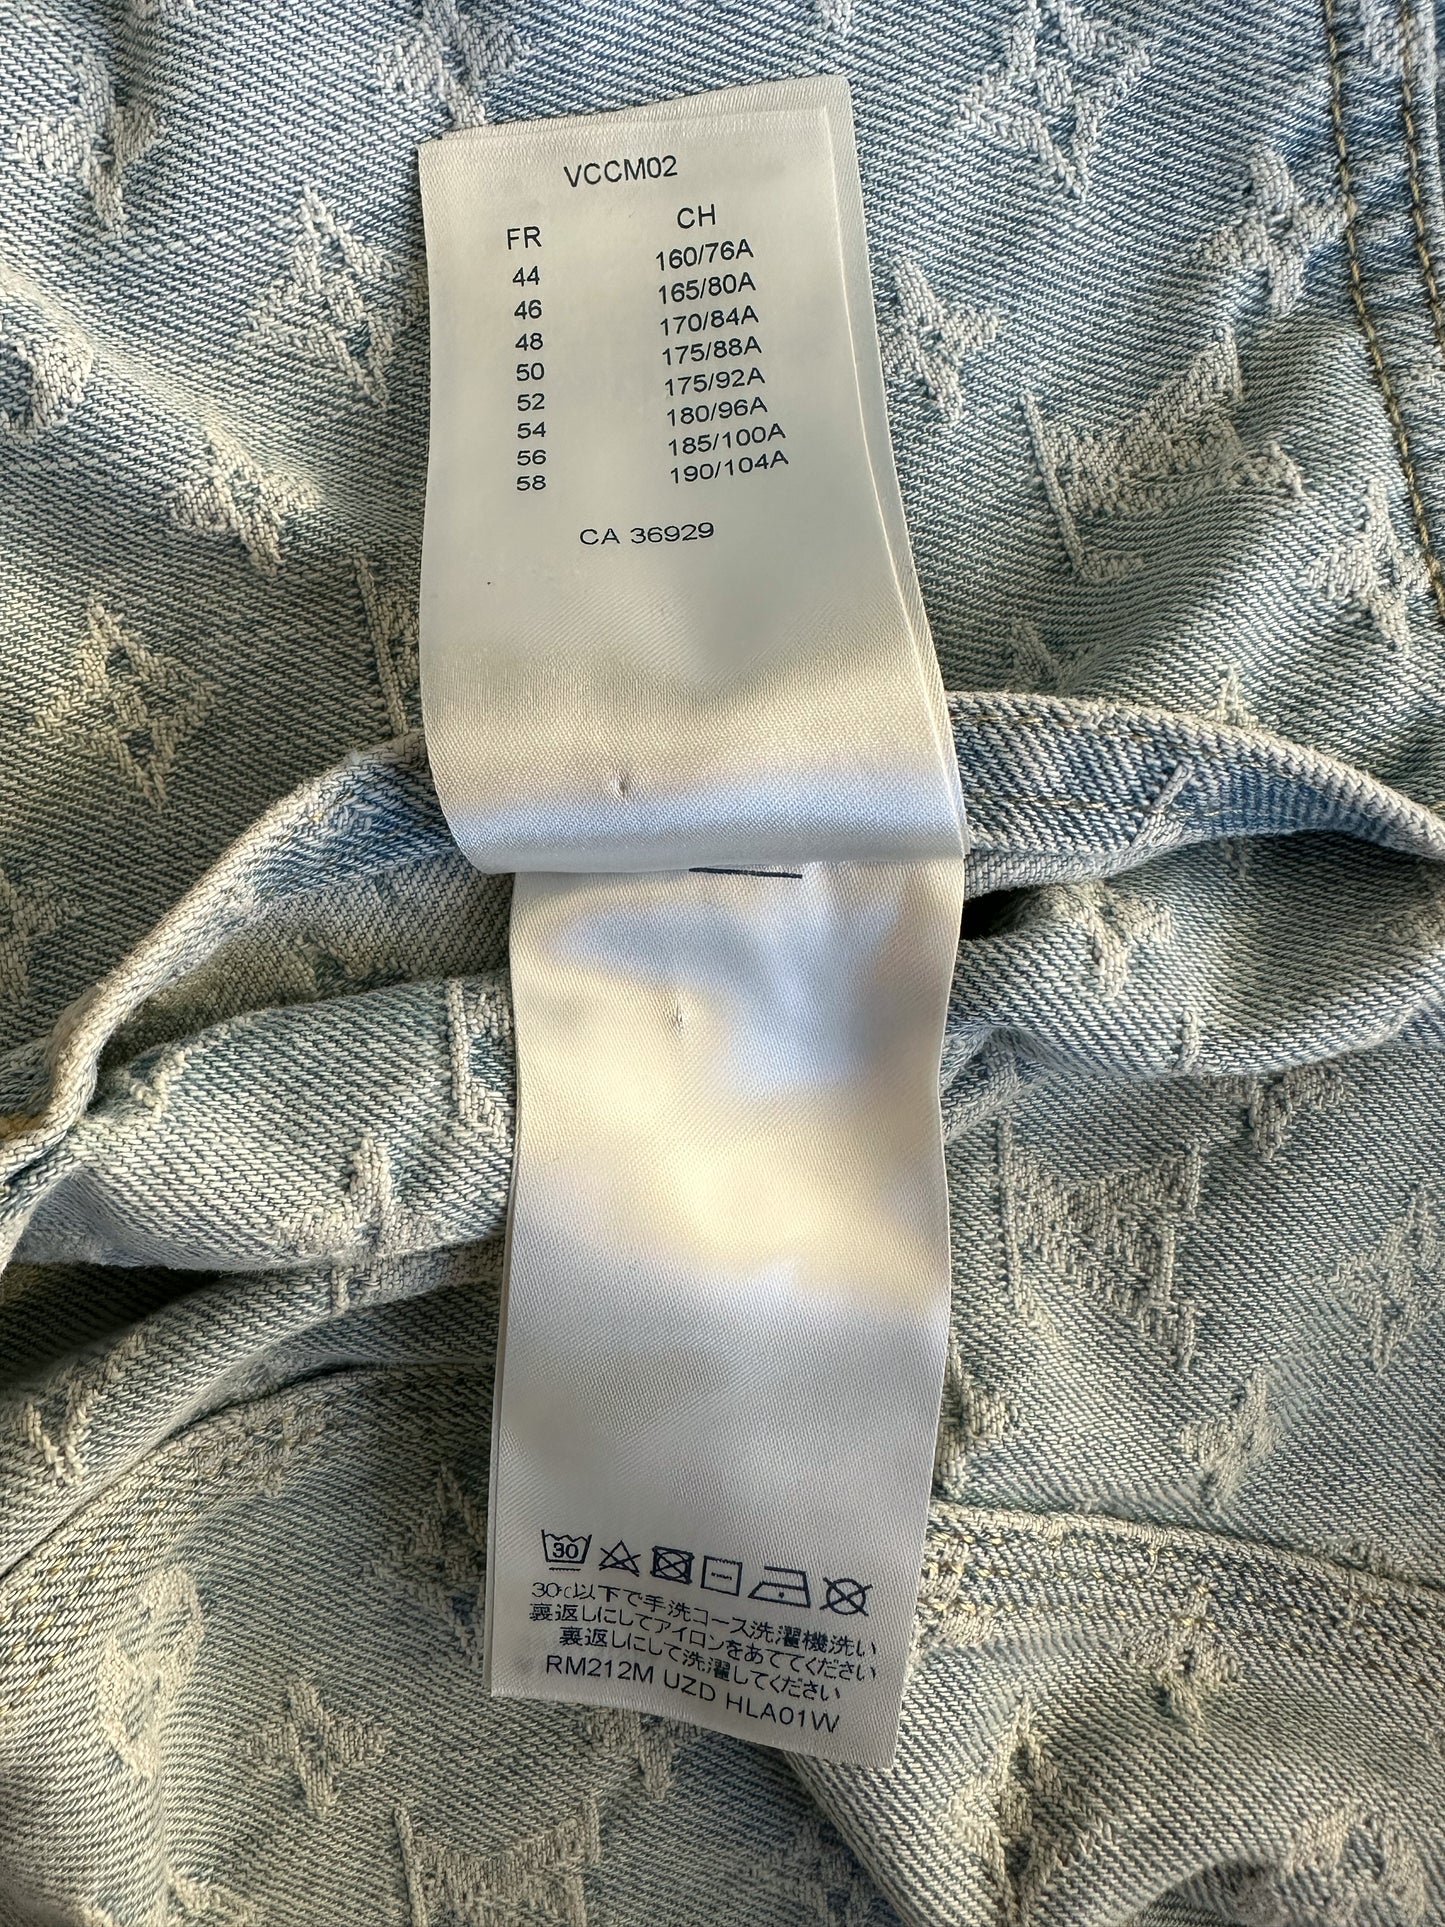 VCCM02
FR CH
44 160/76A
46 165/80A
48 170/84A
50 175/88A
52 175/92A
54 180/96A
56 185/100A
58 190/104A
CA 36929
30
30℃以下で手洗コース洗濯機洗い
裏返しにしてアイロンをあててください
裏返しにして洗濯してください
RM212M UZD HLA01W